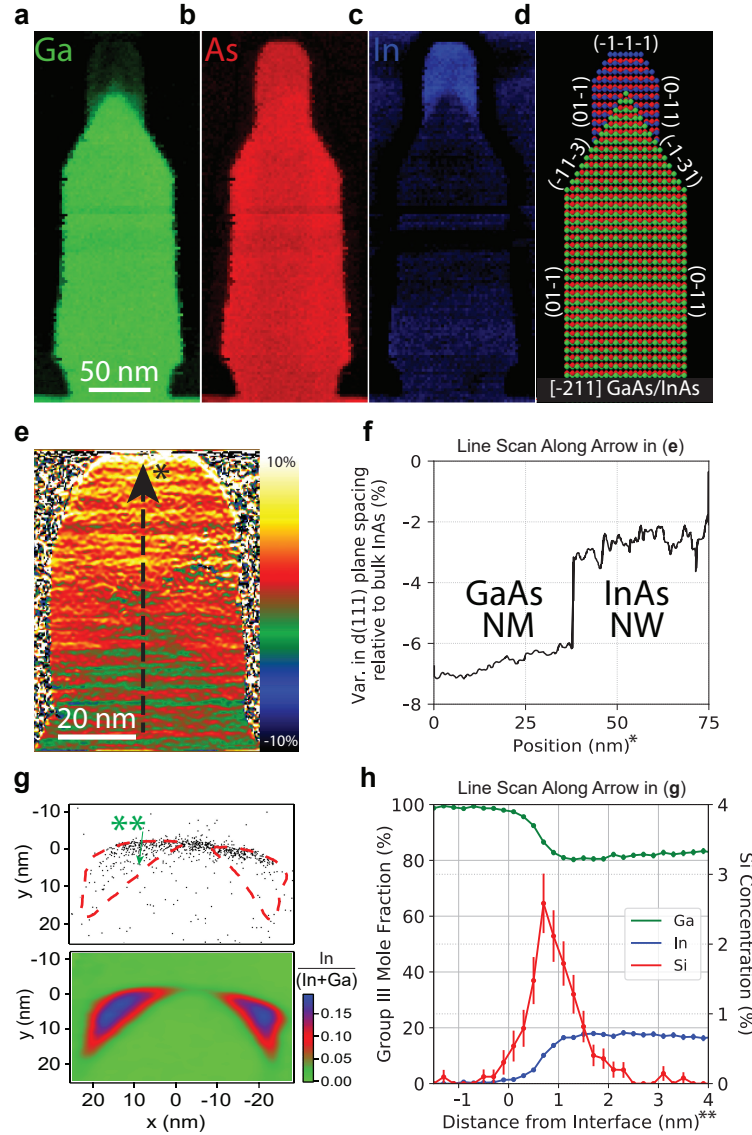 a
b
c
d
Ga
As
In
50 nm
(-1-1-1)
(01-1)
(0-11)
(-11-3)
(-1-31)
(01-1)
(0-11)
[-211] GaAs/InAs
e
f
*
10%
-10%
20 nm
Line Scan Along Arrow in (e)
Var. in d(111) plane spacing
relative to bulk InAs (%)
0
-2
-4
-6
-8
GaAs
NM
InAs
NW
0 25 50 75
Position (nm)*
g
h
-10
0
10
20
y (nm)
**
-10
0
10
20
y (nm)
20 10 0 -10 -20
x (nm)
In
(In+Ga)
0.15
0.10
0.05
0.00
Line Scan Along Arrow in (g)
Group III Mole Fraction (%)
100
80
60
40
20
0
Ga
In
Si
4
3
2
1
0
Si Concentration (%)
-1 0 1 2 3 4
Distance from Interface (nm)**